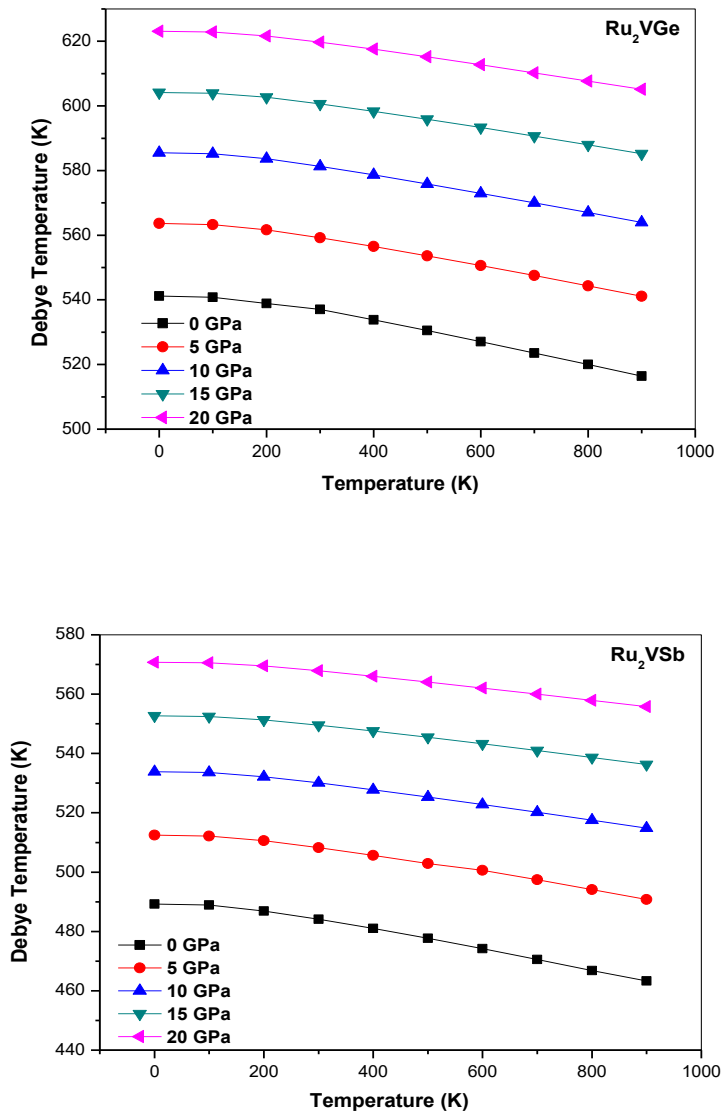 Ru₂VGe
Debye Temperature (K)
620
600
580
560
540
520
500
0 GPa
5 GPa
10 GPa
15 GPa
20 GPa
0
200
400
600
800
1000
Temperature (K)
Ru₂VSb
Debye Temperature (K)
580
560
540
520
500
480
460
440
0 GPa
5 GPa
10 GPa
15 GPa
20 GPa
0
200
400
600
800
1000
Temperature (K)